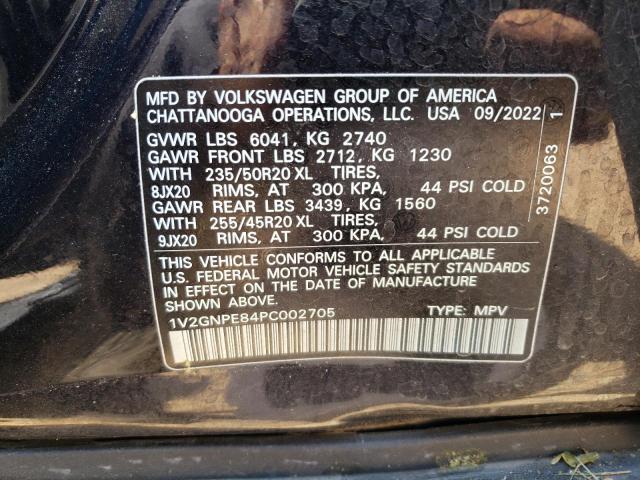 MFD BY VOLKSWAGEN GROUP OF AMERICA
CHATTANOOGA OPERATIONS, LLC. USA 09/2022
GVWR LBS 6041, KG 2740
GAWR FRONT LBS 2712, KG 1230
WITH 235/50R20 XL TIRES,
8JX20 RIMS, AT 300 KPA, 44 PSI COLD
GAWR REAR LBS 3439, KG 1560
WITH 255/45R20 XL TIRES,
9JX20 RIMS, AT 300 KPA, 44 PSI COLD
THIS VEHICLE CONFORMS TO ALL APPLICABLE
U.S. FEDERAL MOTOR VEHICLE SAFETY STANDARDS
IN EFFECT ON THE DATE OF MANUFACTURE
SHOWN ABOVE.
1V2GNPE84PC002705 TYPE: MPV
3720063 1